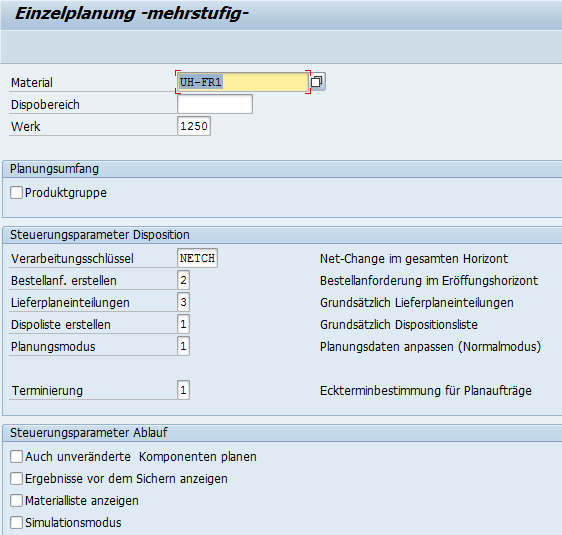 Einzelplanung -mehrstufig-
Material UH-FR1
Dispobereich
Werk 1250
Planungsumfang
Produktgruppe
Steuerungsparameter Disposition
Verarbeitungsschlüssel NETCH Net-Change im gesamten Horizont
Bestellanf. erstellen 2 Bestellanforderung im Eröffungshorizont
Lieferplaneinteilungen 3 Grundsätzlich Lieferplaneinteilungen
Dispoliste erstellen 1 Grundsätzlich Dispositionsliste
Planungsmodus 1 Planungsdaten anpassen (Normalmodus)
Terminierung 1 Eckterminbestimmung für Planaufträge
Steuerungsparameter Ablauf
Auch unveränderte Komponenten planen
Ergebnisse vor dem Sichern anzeigen
Materialliste anzeigen
Simulationsmodus